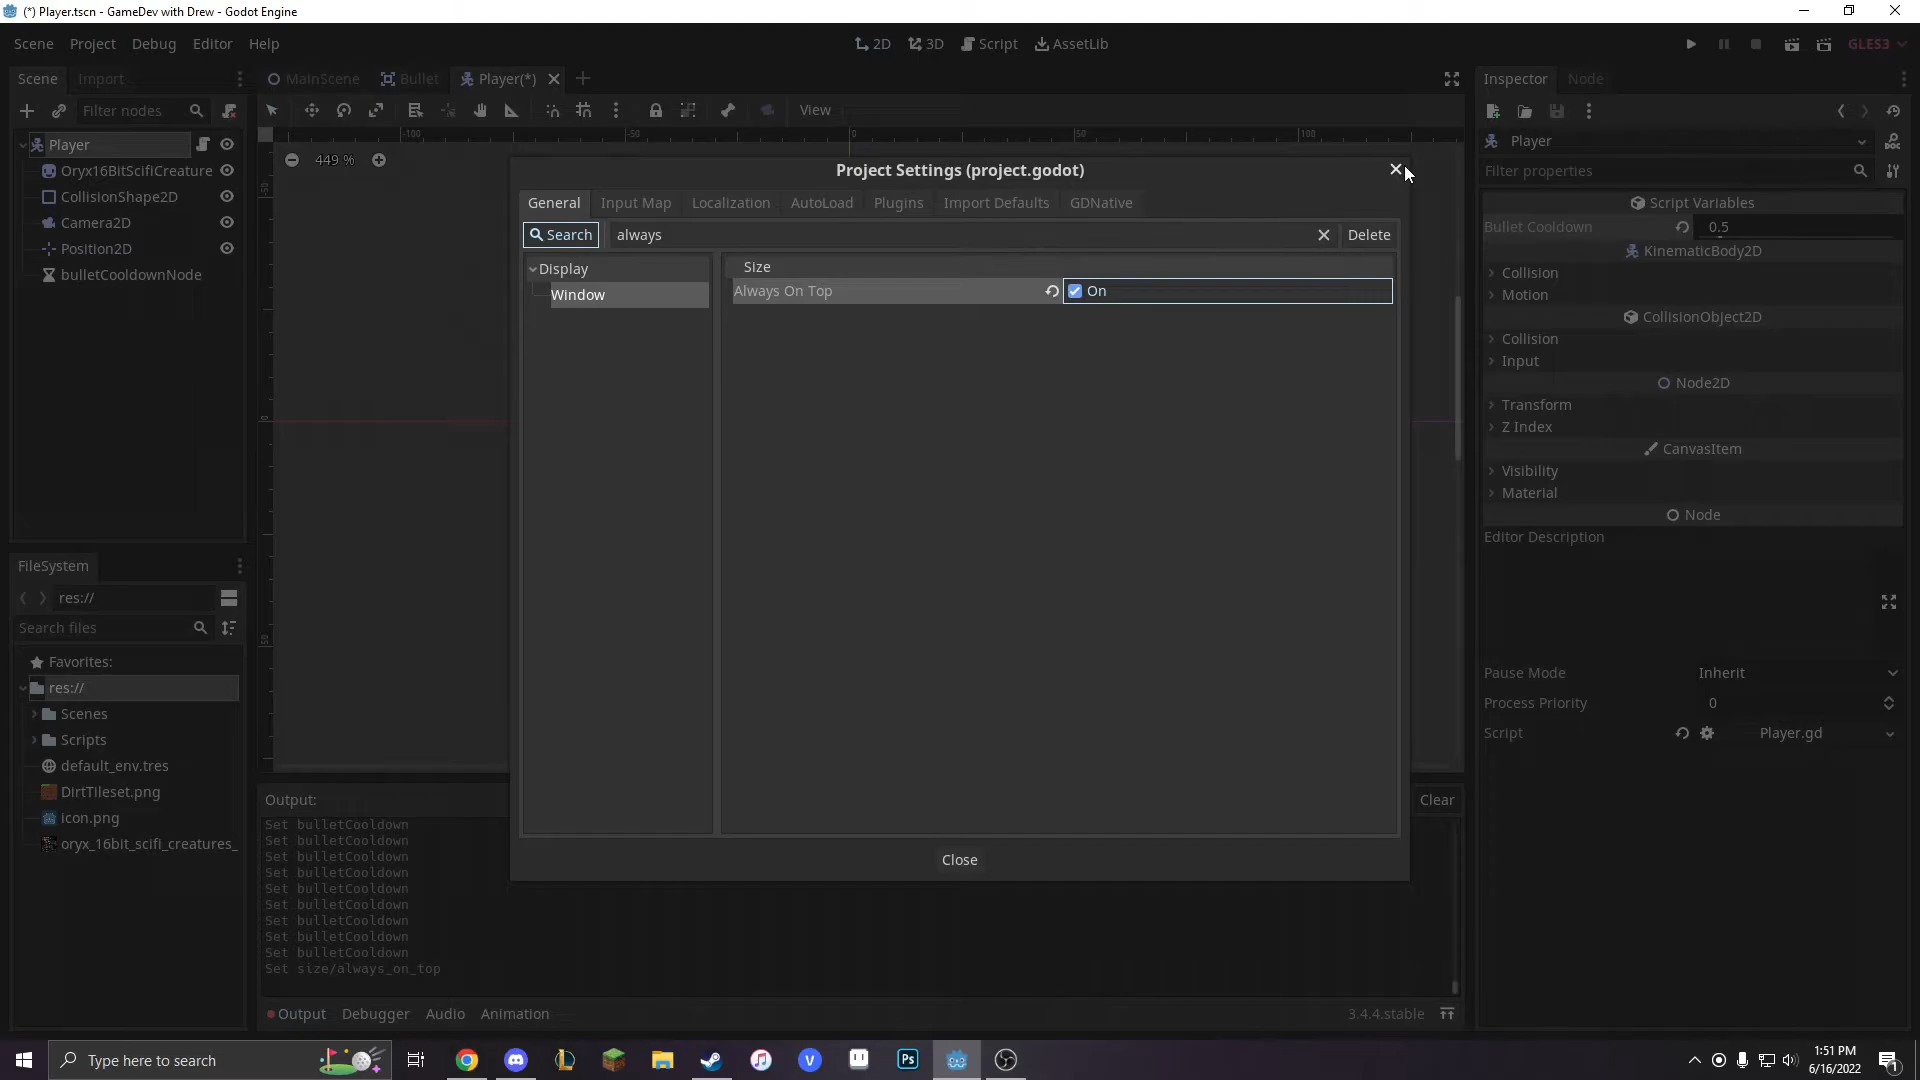 (*) Player.tscn - GameDev with Drew - Godot Engine
Scene Project Debug Editor Help
2D 3D Script AssetLib
GLES3
Scene Import
MainScene Bullet Player(*)
Inspector Node
Filter nodes
View
Player
Filter properties
449 %
-100 -50 0 50 100
Player
Oryx16BitScifiCreature
CollisionShape2D
Camera2D
Position2D
bulletCooldownNode
Project Settings (project.godot)
General Input Map Localization AutoLoad Plugins Import Defaults GDNative
Search always Delete
Display
Window
Size
Always On Top On
Close
Script Variables
Bullet Cooldown 0.5
KinematicBody2D
Collision
Motion
CollisionObject2D
Collision
Input
Node2D
Transform
Z Index
CanvasItem
Visibility
Material
Node
Editor Description
Pause Mode Inherit
Process Priority 0
Script Player.gd
FileSystem
res://
Search files
Favorites:
res://
Scenes
Scripts
default_env.tres
DirtTileset.png
icon.png
oryx_16bit_scifi_creatures_
Output:
Clear
Set bulletCooldown
Set bulletCooldown
Set bulletCooldown
Set bulletCooldown
Set bulletCooldown
Set bulletCooldown
Set bulletCooldown
Set bulletCooldown
Set bulletCooldown
Set size/always_on_top
Output Debugger Audio Animation
3.4.4.stable
Type here to search
Ps
1:51 PM
6/16/2022
1